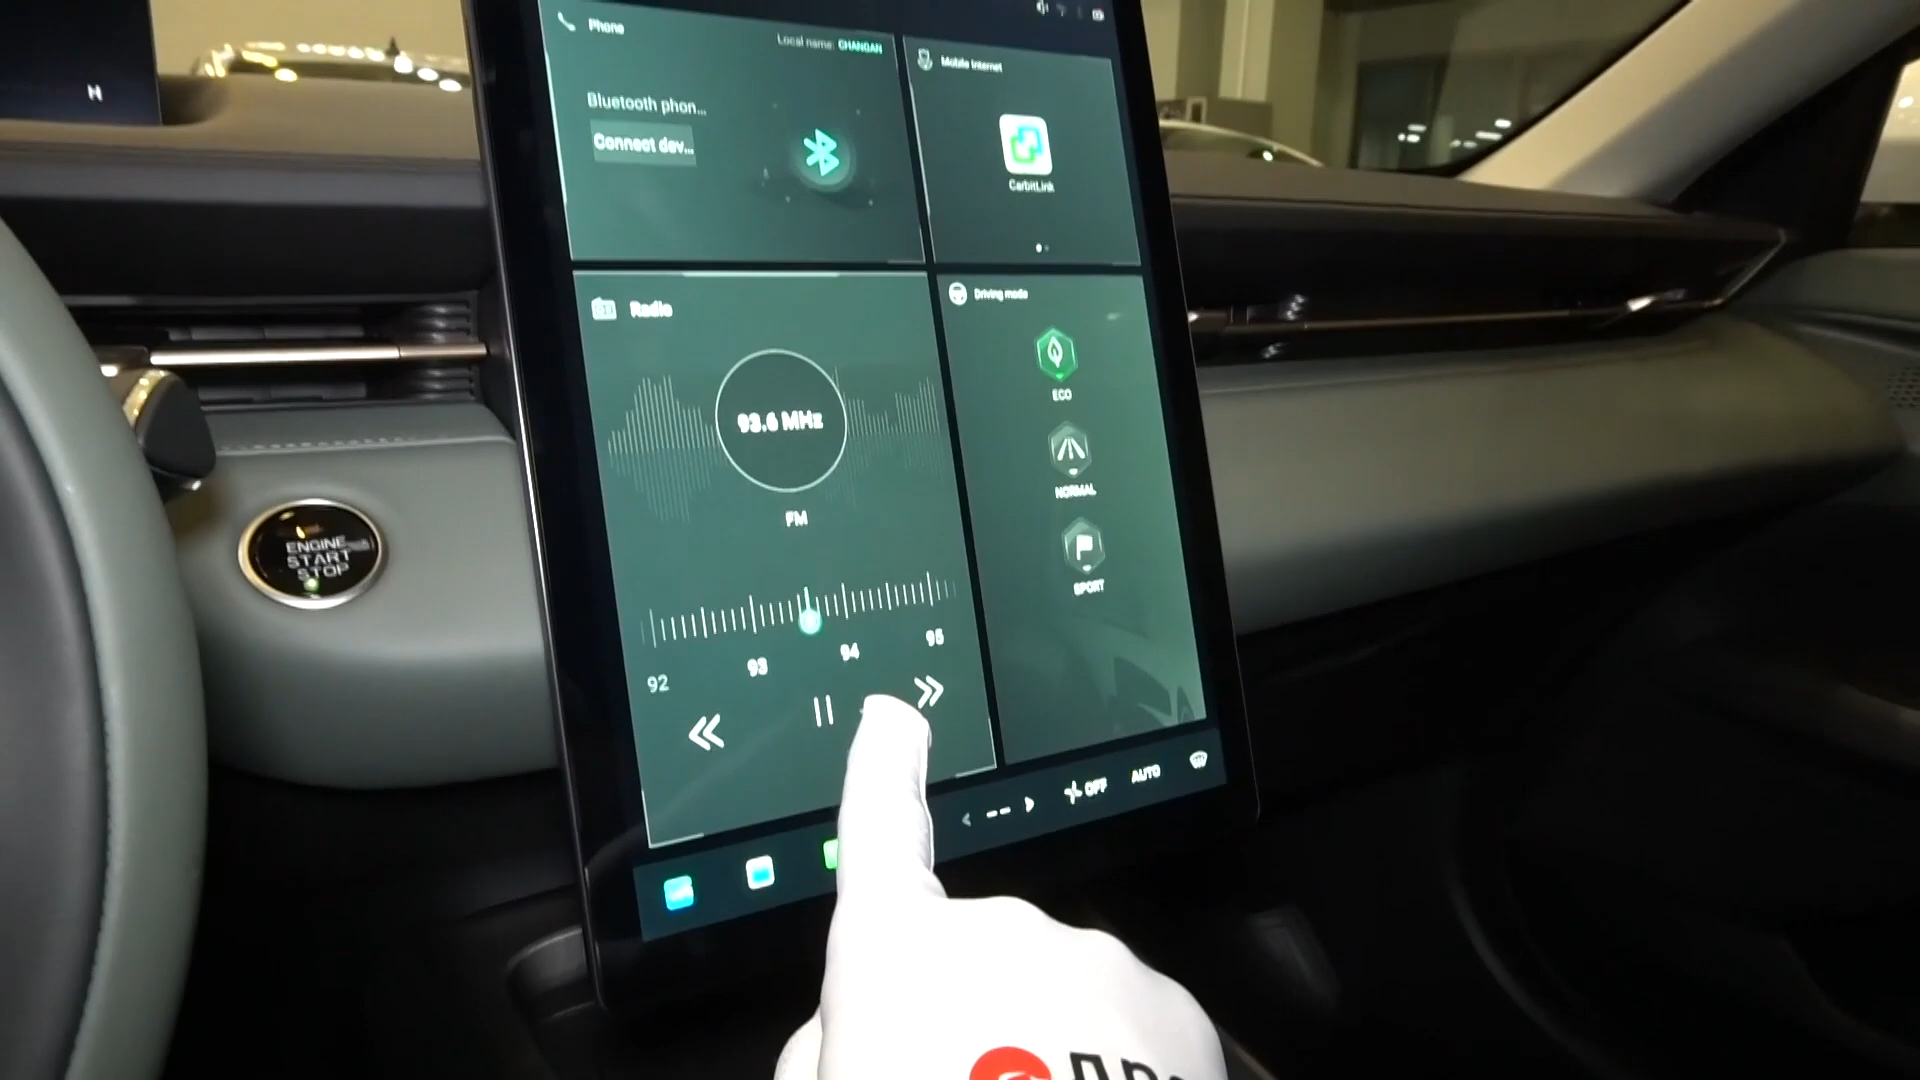 Phone
Local name: CHANGAN
Bluetooth phon...
Connect dev...
Mobile Internet
CarbitLink
Radio
93.6 MHz
FM
92
93
94
95
Driving mode
ECO
NORMAL
SPORT
OFF
AUTO
ENGINE
START
STOP